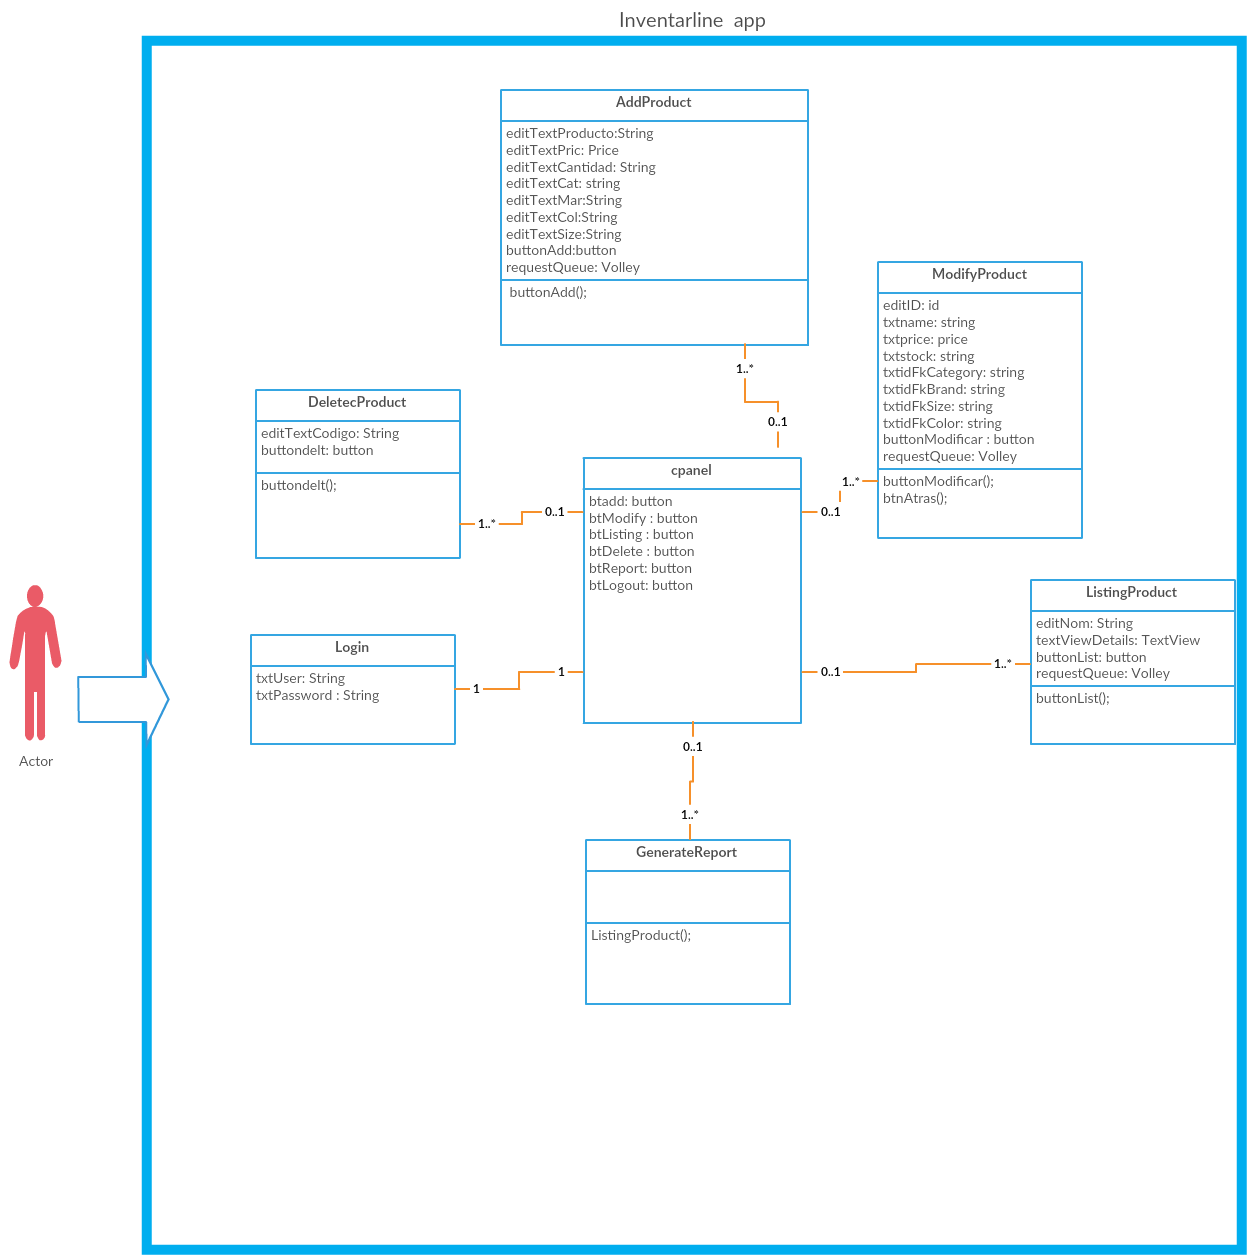 Inventarline app
AddProduct
editTextProducto:String
editTextPric: Price
editTextCantidad: String
editTextCat: string
editTextMar:String
editTextCol:String
editTextSize:String
buttonAdd:button
requestQueue: Volley
buttonAdd();
1..*
0..1
ModifyProduct
editID: id
txtname: string
txtprice: price
txtstock: string
txtidFkCategory: string
txtidFkBrand: string
txtidFkSize: string
txtidFkColor: string
buttonModificar : button
requestQueue: Volley
buttonModificar();
btnAtras();
1..*
0..1
DeletecProduct
editTextCodigo: String
buttondelt: button
buttondelt();
1..*
0..1
cpanel
btadd: button
btModify : button
btListing : button
btDelete : button
btReport: button
btLogout: button
ListingProduct
editNom: String
textViewDetails: TextView
buttonList: button
requestQueue: Volley
buttonList();
0..1
1..*
Login
txtUser: String
txtPassword : String
1
1
Actor
0..1
1..*
GenerateReport
ListingProduct();